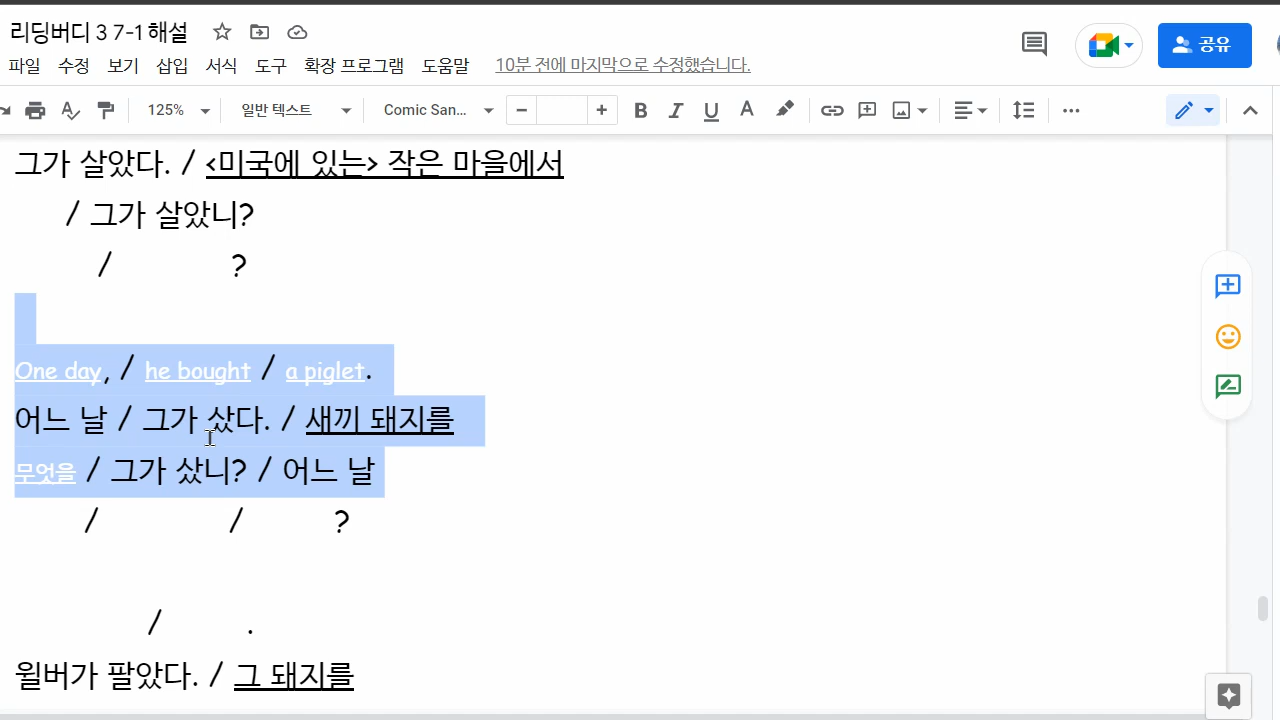 리딩버디 3 7-1 해설
파일 수정 보기 삽입 서식 도구 확장 프로그램 도움말 10분 전에 마지막으로 수정했습니다.
공유
125% 일반 텍스트 Comic San... − + B I U A
그가 살았다. / <미국에 있는> 작은 마을에서
/ 그가 살았니?
/ ?
One day, / he bought / a piglet.
어느 날 / 그가 샀다. / 새끼 돼지를
무엇을 / 그가 샀니? / 어느 날
/ / ?
/ .
윌버가 팔았다. / 그 돼지를